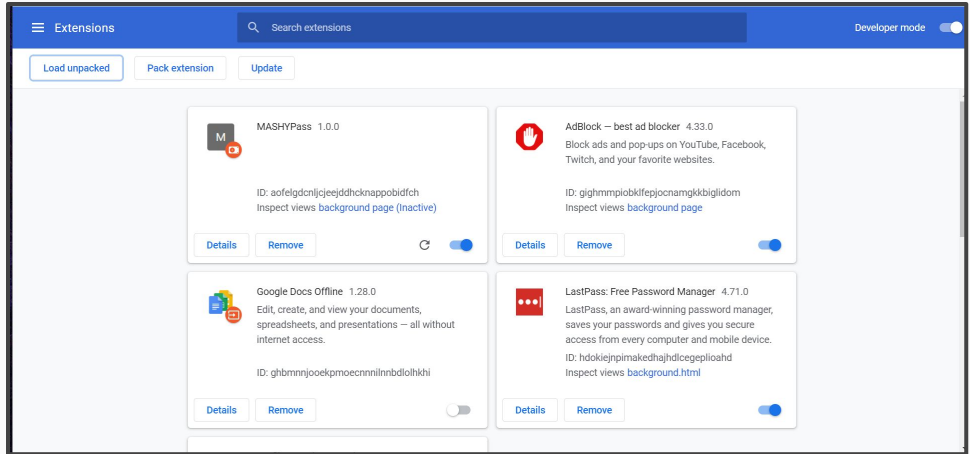 Extensions
Search extensions
Developer mode
Load unpacked
Pack extension
Update
M
MASHYPass 1.0.0
ID: aofelgdcnljcjeejddhcknappobidfch
Inspect views background page (Inactive)
Details
Remove
AdBlock — best ad blocker 4.33.0
Block ads and pop-ups on YouTube, Facebook,
Twitch, and your favorite websites.
ID: gighmmpiobklfepjocnamgkkbiglidom
Inspect views background page
Details
Remove
Google Docs Offline 1.28.0
Edit, create, and view your documents,
spreadsheets, and presentations — all without
internet access.
ID: ghbmnnjooekpmoecnnnilnnbdlolhkhi
Details
Remove
LastPass: Free Password Manager 4.71.0
LastPass, an award-winning password manager,
saves your passwords and gives you secure
access from every computer and mobile device.
ID: hdokiejnpimakedhajhdlcegeplioahd
Inspect views background.html
Details
Remove